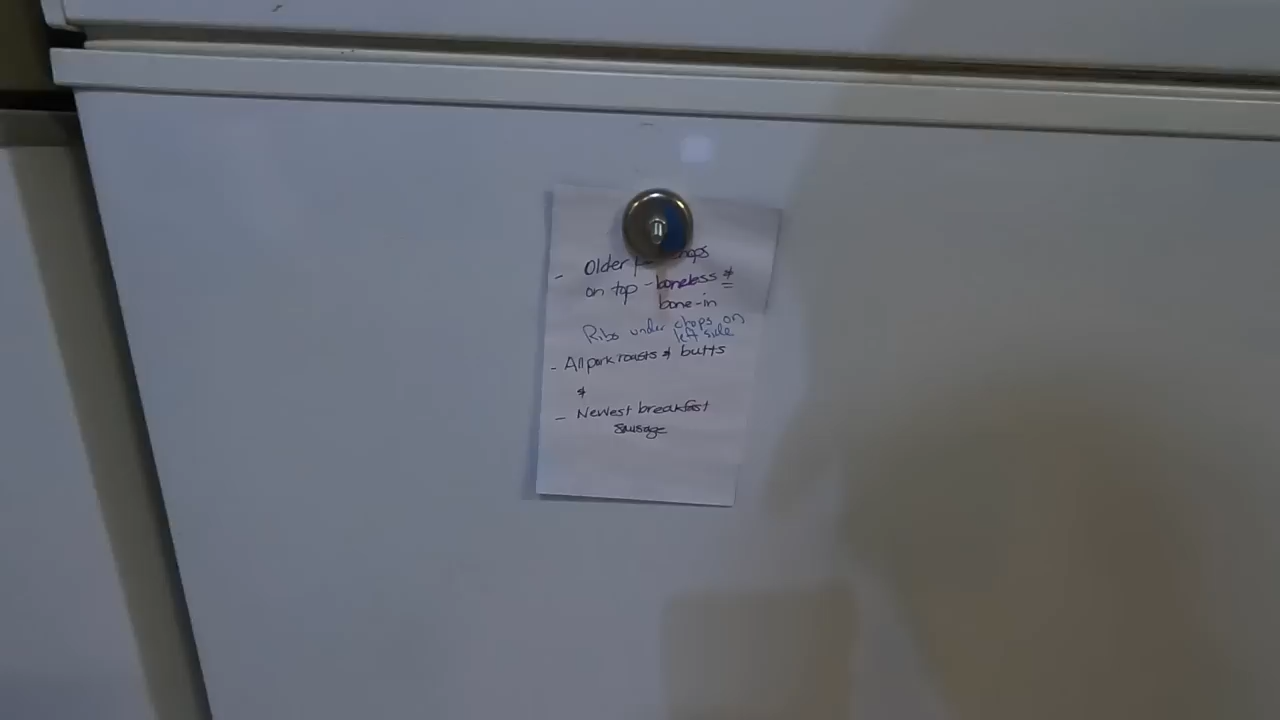 - Older
on top - boneless &
bone-in
Ribs under chops on
left side
- All pork roasts & butts
&
- Newest breakfast
sausage